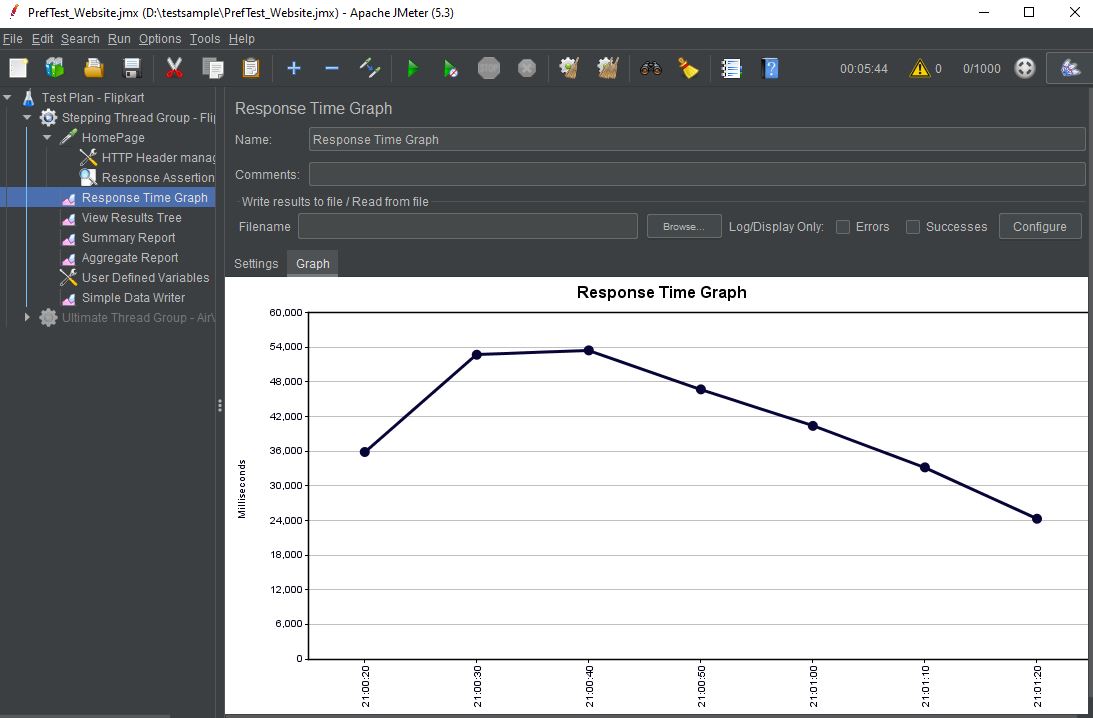 PrefTest_Website.jmx (D:\testsample\PrefTest_Website.jmx) - Apache JMeter (5.3)
File Edit Search Run Options Tools Help
STOP 00:05:44 0 0/1000
Test Plan - Flipkart
Stepping Thread Group - Flip
HomePage
HTTP Header manag
Response Assertion
Response Time Graph
View Results Tree
Summary Report
Aggregate Report
User Defined Variables
Simple Data Writer
Ultimate Thread Group - Air\
Response Time Graph
Name: Response Time Graph
Comments:
Write results to file / Read from file
Filename Browse... Log/Display Only: Errors Successes Configure
Settings Graph
Response Time Graph
Milliseconds
60,000
54,000
48,000
42,000
36,000
30,000
24,000
18,000
12,000
6,000
0
21:00:20 21:00:30 21:00:40 21:00:50 21:01:00 21:01:10 21:01:20